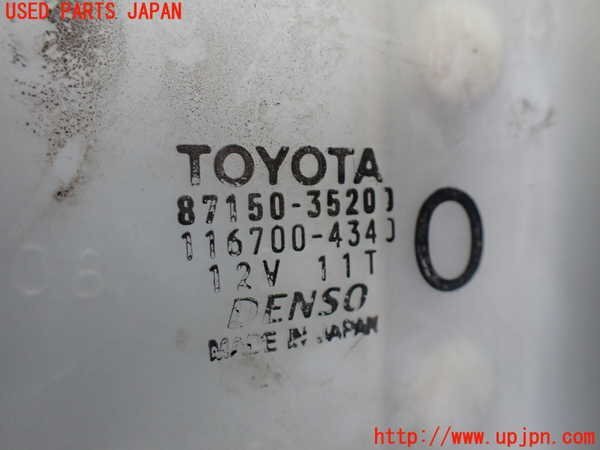 USED PARTS JAPAN
TOYOTA
87150-3520
116700-434
0
12V 11T
DENSO
MADE IN JAPAN
http://www.upjpn.com/